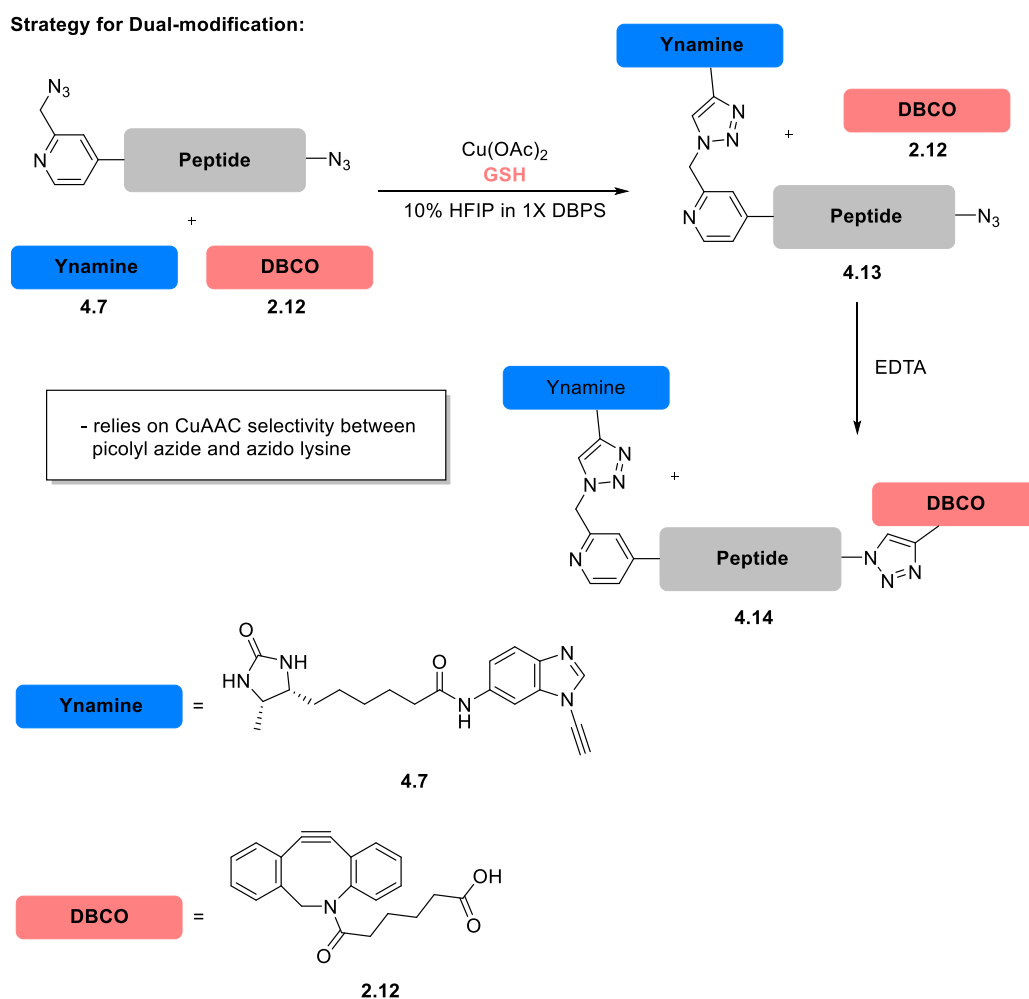 Strategy for Dual-modification:
N3
N
Peptide
N3
+
Ynamine
4.7
DBCO
2.12
Cu(OAc)2
GSH
10% HFIP in 1X DBPS
Ynamine
N
N
N
N
Peptide
N3
4.13
+
DBCO
2.12
EDTA
- relies on CuAAC selectivity between
picolyl azide and azido lysine
Ynamine
N
N
N
N
Peptide
+
DBCO
N
N
N
4.14
Ynamine
=
O
HN
NH
O
N
H
N
N
4.7
DBCO
=
N
O
OH
O
2.12